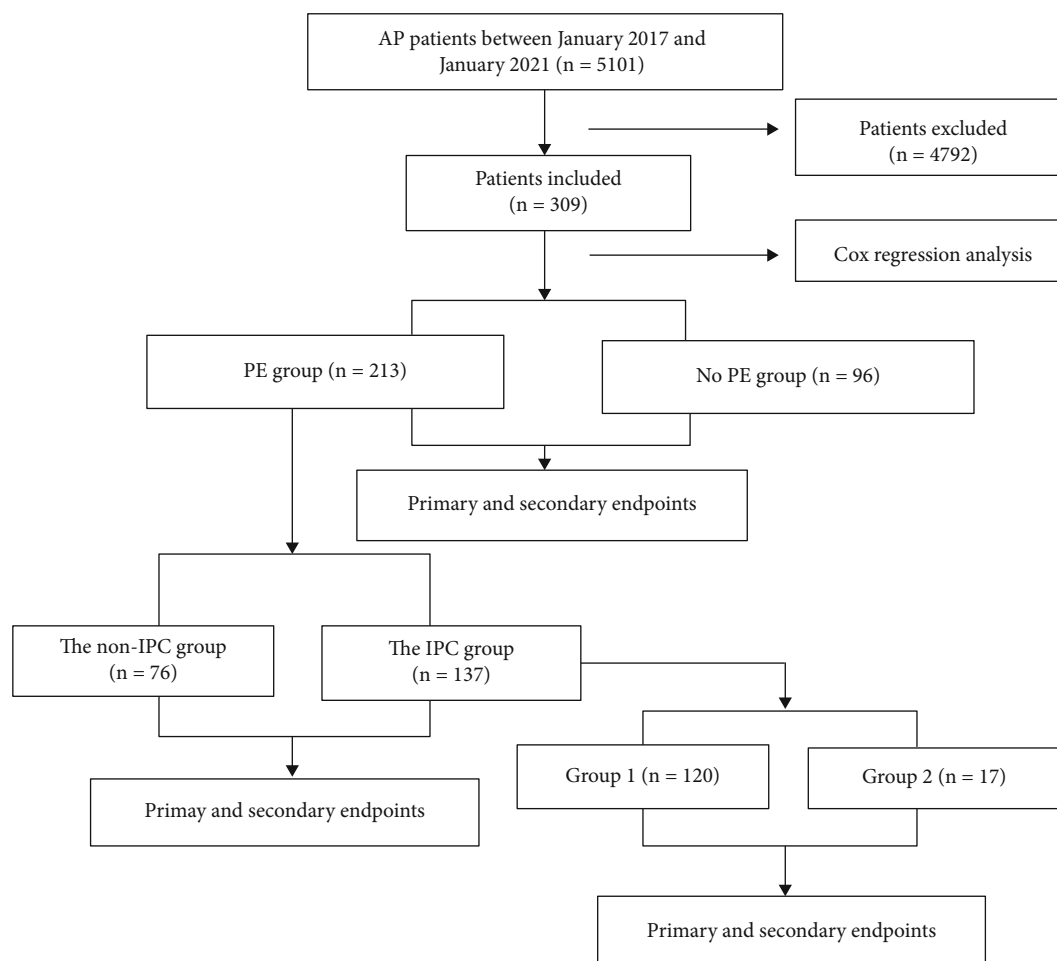 AP patients between January 2017 and
January 2021 (n = 5101)
Patients excluded
(n = 4792)
Patients included
(n = 309)
Cox regression analysis
PE group (n = 213)
No PE group (n = 96)
Primary and secondary endpoints
The non-IPC group
(n = 76)
The IPC group
(n = 137)
Group 1 (n = 120)
Group 2 (n = 17)
Primay and secondary endpoints
Primary and secondary endpoints